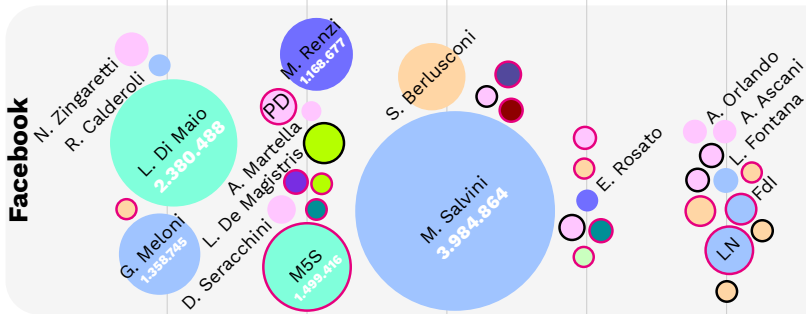 Facebook
N. Zingaretti
R. Calderoli
L. Di Maio
2.380.488
G. Meloni
1.358.745
M. Renzi
1.168.677
PD
A. Martella
L. De Magistris
D. Seracchini
M5S
1.499.416
S. Berlusconi
M. Salvini
3.984.864
E. Rosato
A. Orlando
A. Ascani
L. Fontana
FdI
LN